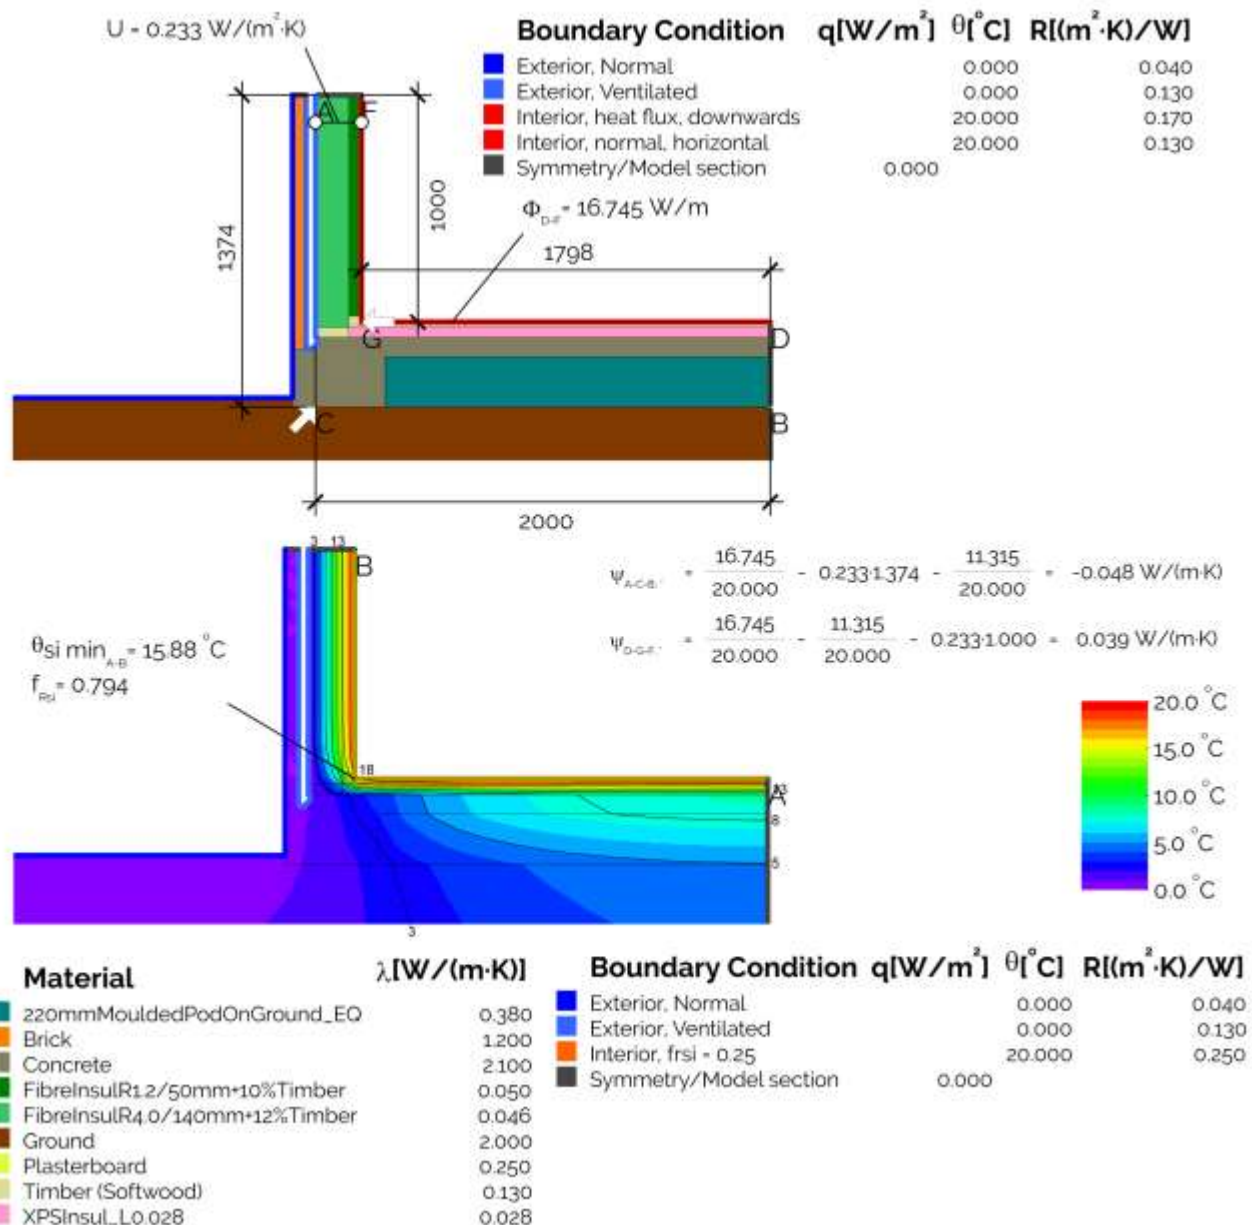 U = 0.233 W/(m²·K)
Boundary Condition q[W/m²] θ[°C] R[(m²·K)/W]
Exterior, Normal 0.000 0.040
Exterior, Ventilated 0.000 0.130
Interior, heat flux, downwards 20.000 0.170
Interior, normal, horizontal 20.000 0.130
Symmetry/Model section 0.000
A F
1374
1000
Φ D-F = 16.745 W/m
1798
G
D
C
B
2000
3 13
B
ψ A-C-B, = 16.745/20.000 - 0.233·1.374 - 11.315/20.000 = -0.048 W/(m·K)
ψ D-G-F, = 16.745/20.000 - 11.315/20.000 - 0.233·1.000 = 0.039 W/(m·K)
θsi min A-B = 15.88 °C
f Rsi = 0.794
18
13
A
8
5
3
20.0 °C
15.0 °C
10.0 °C
5.0 °C
0.0 °C
Material λ[W/(m·K)]
220mmMouldedPodOnGround_EQ 0.380
Brick 1.200
Concrete 2.100
FibreInsulR1.2/50mm+10%Timber 0.050
FibreInsulR4.0/140mm+12%Timber 0.046
Ground 2.000
Plasterboard 0.250
Timber (Softwood) 0.130
XPSInsul_L0.028 0.028
Boundary Condition q[W/m²] θ[°C] R[(m²·K)/W]
Exterior, Normal 0.000 0.040
Exterior, Ventilated 0.000 0.130
Interior, frsi = 0.25 20.000 0.250
Symmetry/Model section 0.000